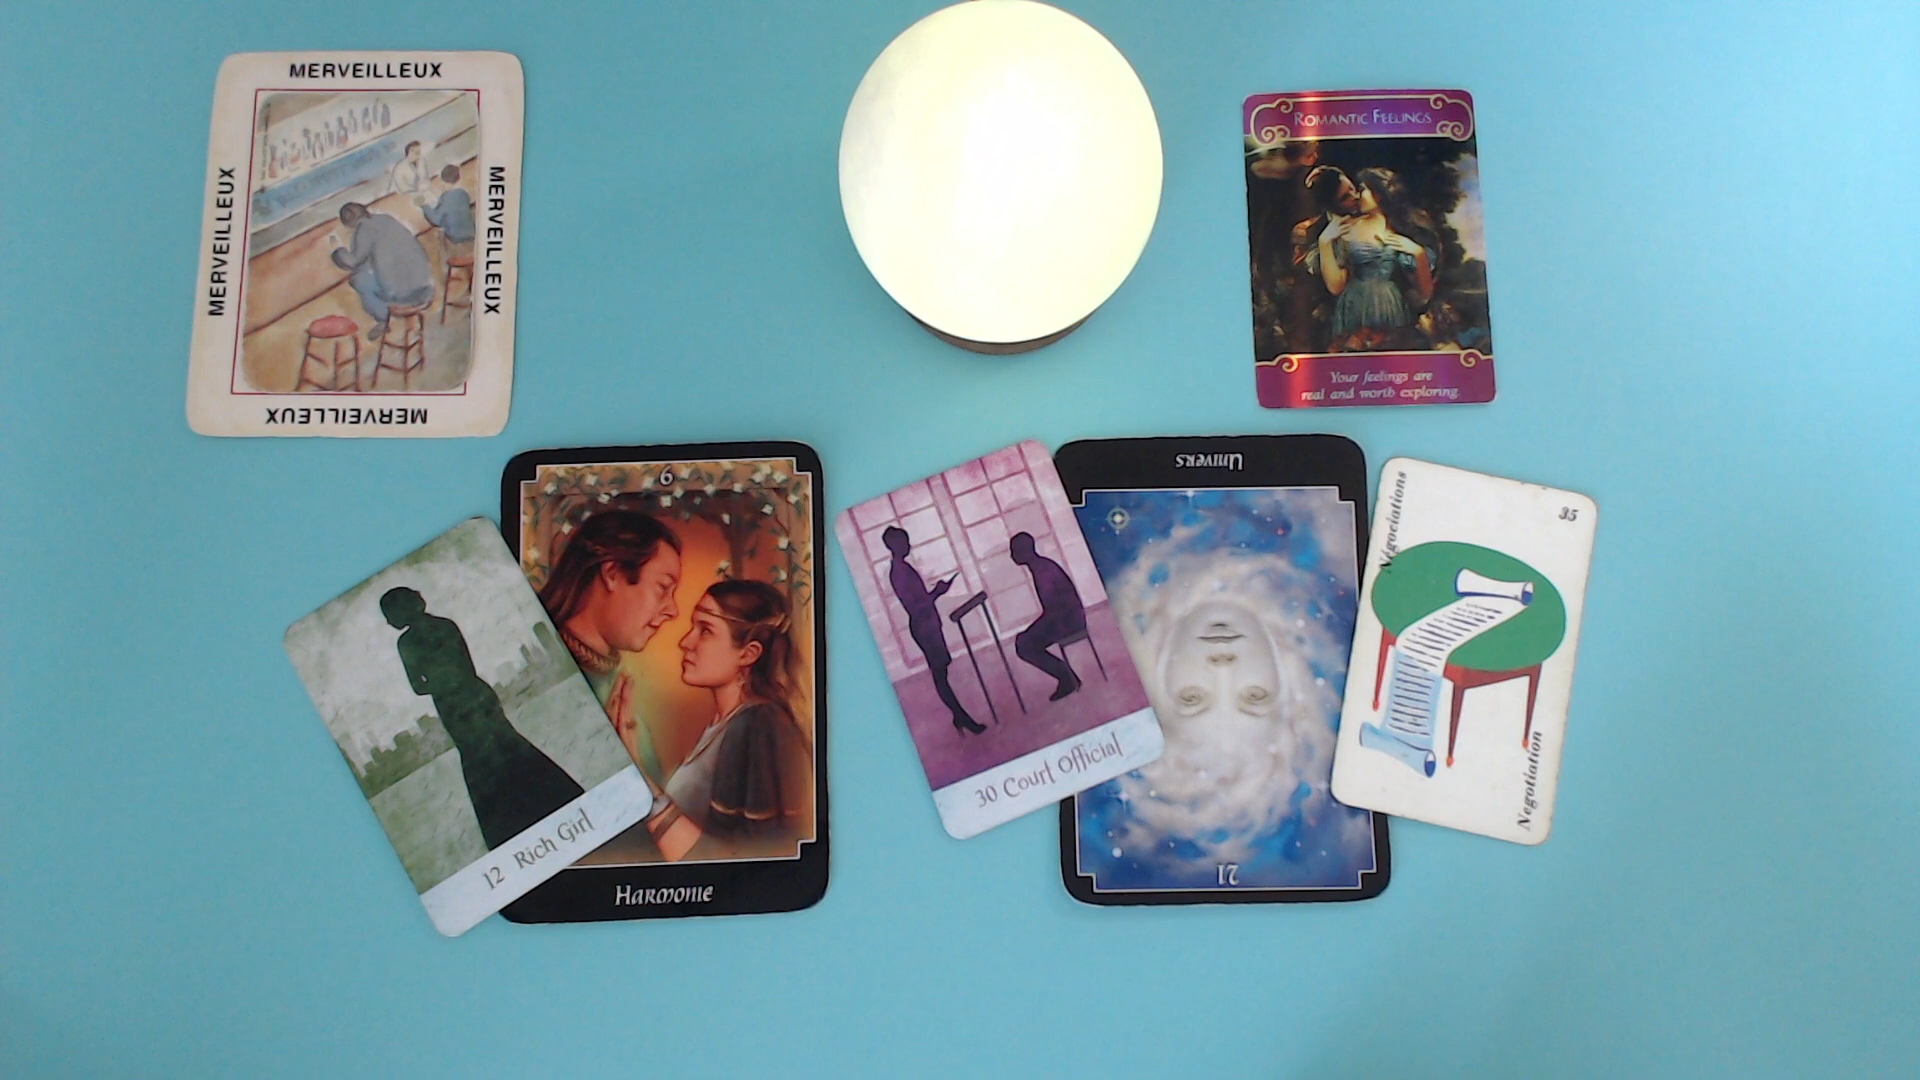 MERVEILLEUX
MERVEILLEUX
MERVEILLEUX
MERVEILLEUX
ROMANTIC FEELINGS
Your feelings are
real and worth exploring.
12 Rich Girl
6
Harmonie
30 Court Official
Univers
21
35
Négociations
Negotiation